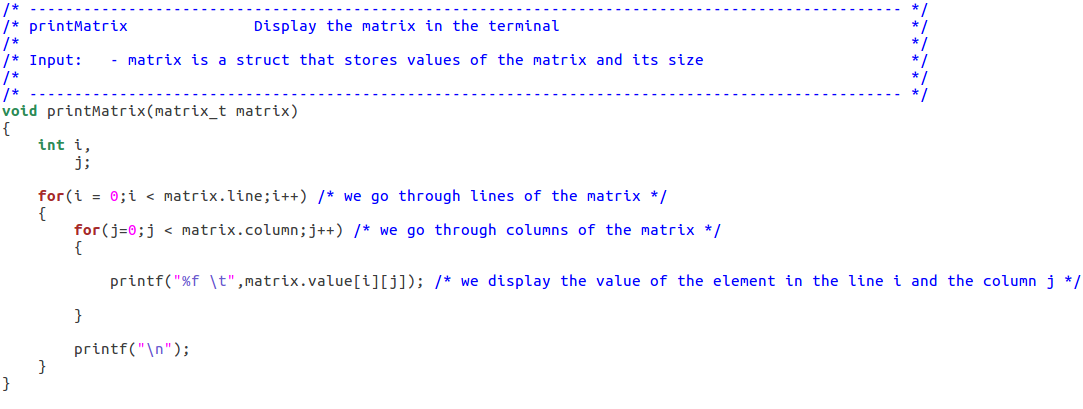 /* ------------------------------------------------------------------------------------------------- */
/* printMatrix              Display the matrix in the terminal                                       */
/*                                                                                                   */
/* Input:   - matrix is a struct that stores values of the matrix and its size                       */
/*                                                                                                   */
/* ------------------------------------------------------------------------------------------------- */
void printMatrix(matrix_t matrix)
{
    int i,
        j;

    for(i = 0;i < matrix.line;i++) /* we go through lines of the matrix */
    {
        for(j=0;j < matrix.column;j++) /* we go through columns of the matrix */
        {

            printf("%f \t",matrix.value[i][j]); /* we display the value of the element in the line i and the column j */

        }

        printf("\n");
    }
}